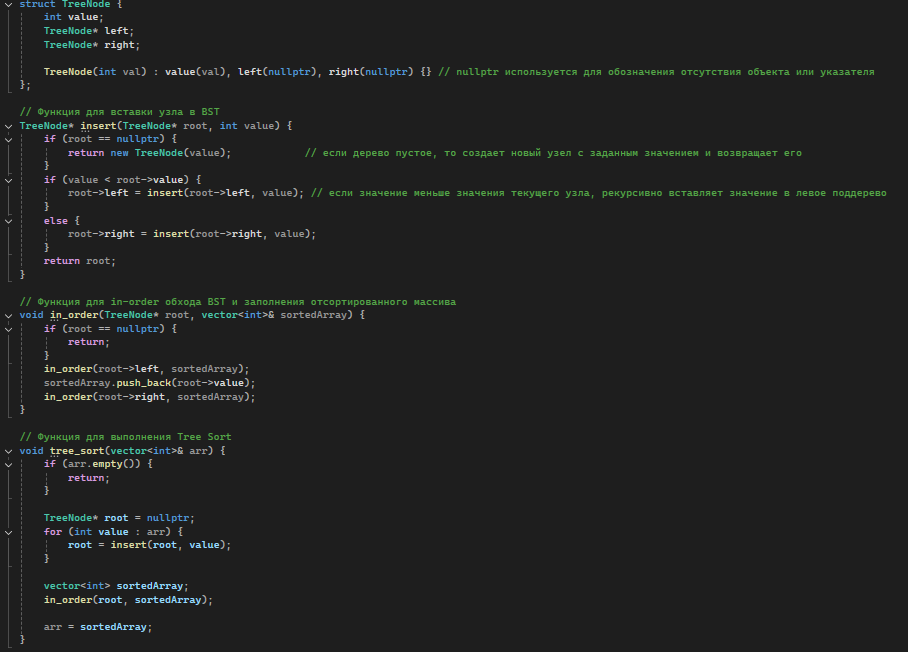 struct TreeNode {
    int value;
    TreeNode* left;
    TreeNode* right;

    TreeNode(int val) : value(val), left(nullptr), right(nullptr) {} // nullptr используется для обозначения отсутствия объекта или указателя
};

// Функция для вставки узла в BST
TreeNode* insert(TreeNode* root, int value) {
    if (root == nullptr) {
        return new TreeNode(value);            // если дерево пустое, то создает новый узел с заданным значением и возвращает его
    }
    if (value < root->value) {
        root->left = insert(root->left, value); // если значение меньше значения текущего узла, рекурсивно вставляет значение в левое поддерево
    }
    else {
        root->right = insert(root->right, value);
    }
    return root;
}

// Функция для in-order обхода BST и заполнения отсортированного массива
void in_order(TreeNode* root, vector<int>& sortedArray) {
    if (root == nullptr) {
        return;
    }
    in_order(root->left, sortedArray);
    sortedArray.push_back(root->value);
    in_order(root->right, sortedArray);
}

// Функция для выполнения Tree Sort
void tree_sort(vector<int>& arr) {
    if (arr.empty()) {
        return;
    }

    TreeNode* root = nullptr;
    for (int value : arr) {
        root = insert(root, value);
    }

    vector<int> sortedArray;
    in_order(root, sortedArray);

    arr = sortedArray;
}